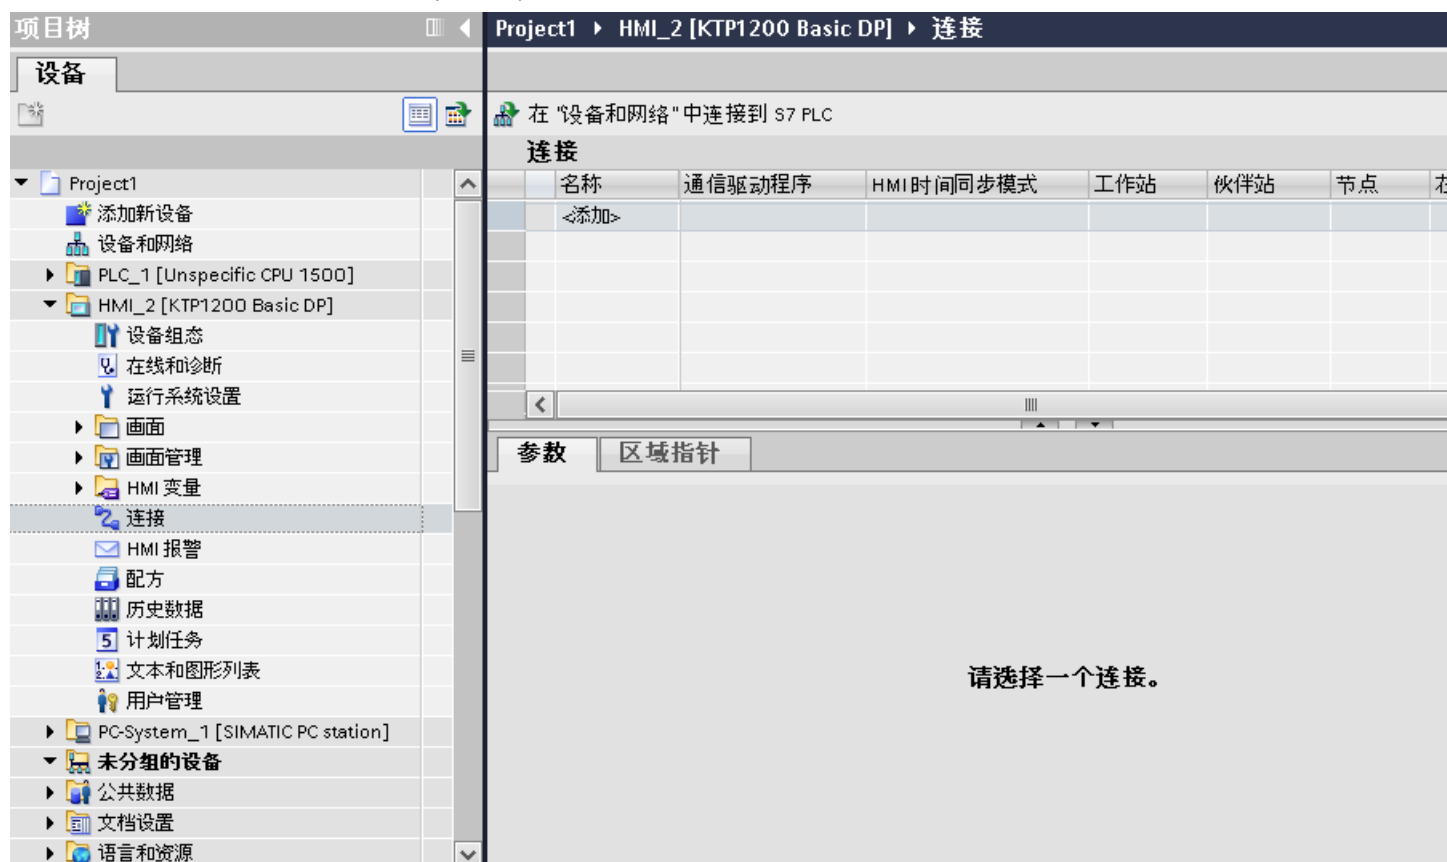 项目树
Project1 ▸ HMI_2 [KTP1200 Basic DP] ▸ 连接
设备
在 "设备和网络" 中连接到 S7 PLC
连接
名称 通信驱动程序 HMI 时间同步模式 工作站 伙伴站 节点
<添加>
Project1
添加新设备
设备和网络
PLC_1 [Unspecific CPU 1500]
HMI_2 [KTP1200 Basic DP]
设备组态
在线和诊断
运行系统设置
画面
画面管理
HMI 变量
连接
HMI 报警
配方
历史数据
计划任务
文本和图形列表
用户管理
PC-System_1 [SIMATIC PC station]
未分组的设备
公共数据
文档设置
语言和资源
参数 区域指针
请选择一个连接。